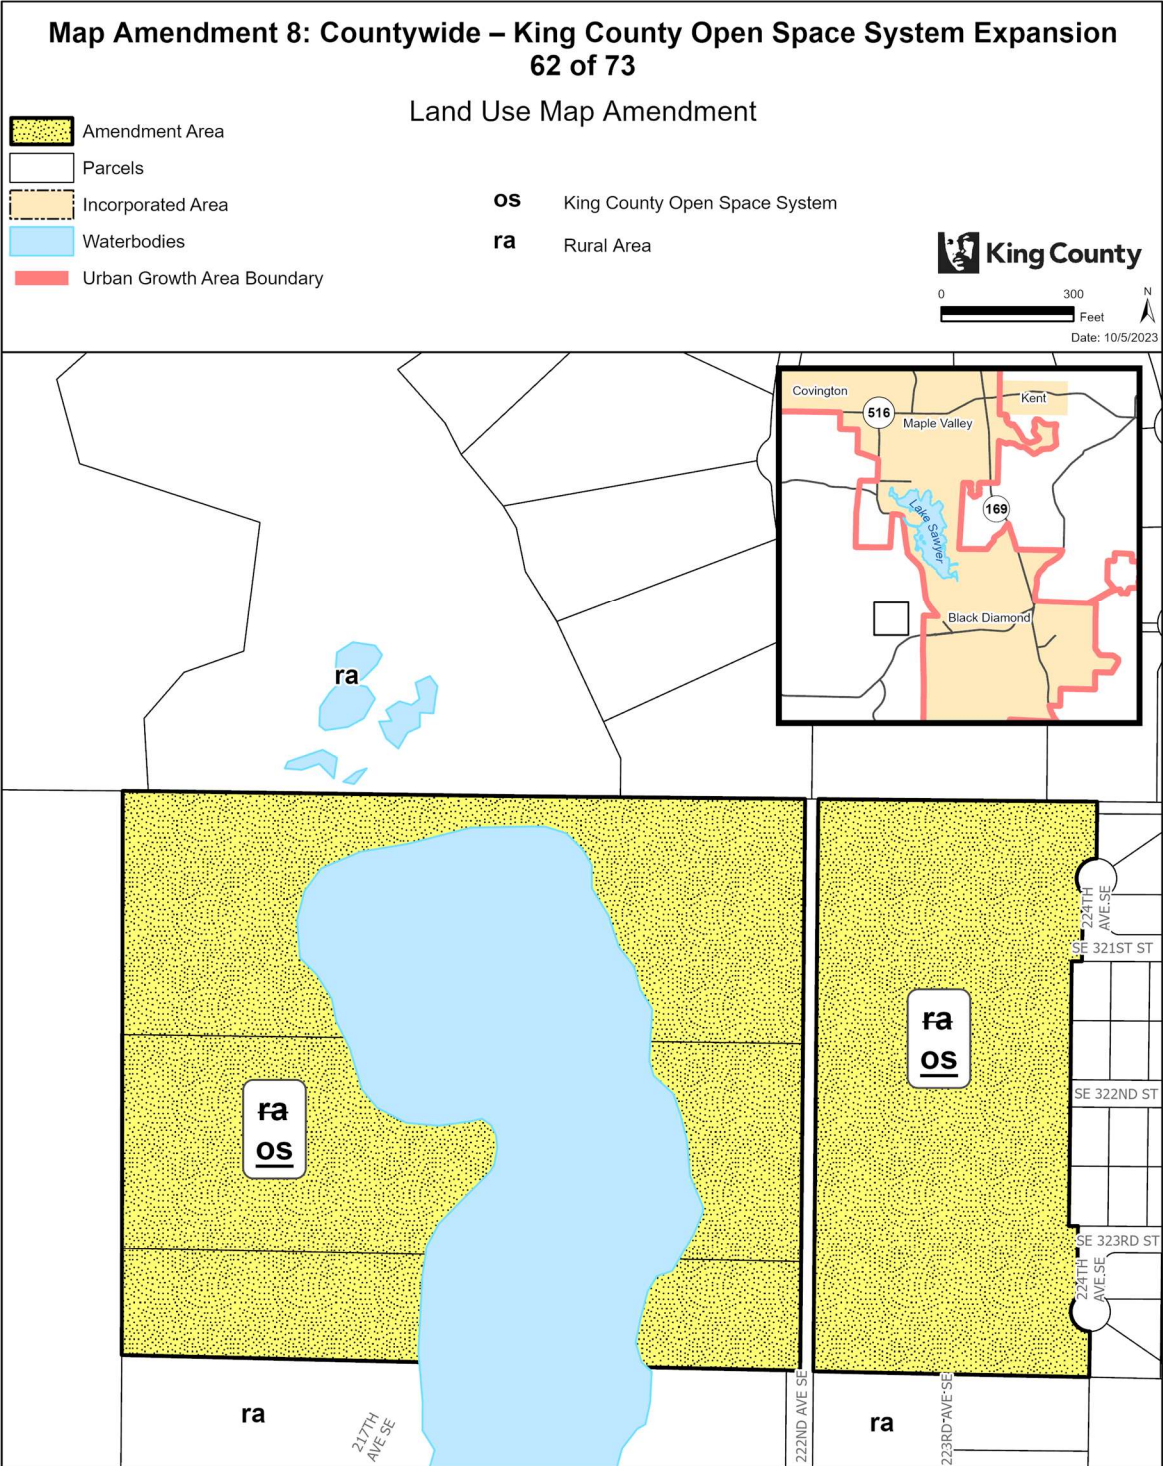 Map Amendment 8: Countywide – King County Open Space System Expansion
62 of 73
Land Use Map Amendment
Amendment Area
Parcels
Incorporated Area
Waterbodies
Urban Growth Area Boundary
os King County Open Space System
ra Rural Area
King County
0 300
Feet
N
Date: 10/5/2023
Covington
516
Maple Valley
Kent
169
Lake Sawyer
Black Diamond
ra
224TH
AVE SE
SE 321ST ST
ra
os
SE 322ND ST
ra
os
SE 323RD ST
224TH
AVE SE
ra
217TH
AVE SE
222ND AVE SE
ra
223RD AVE SE